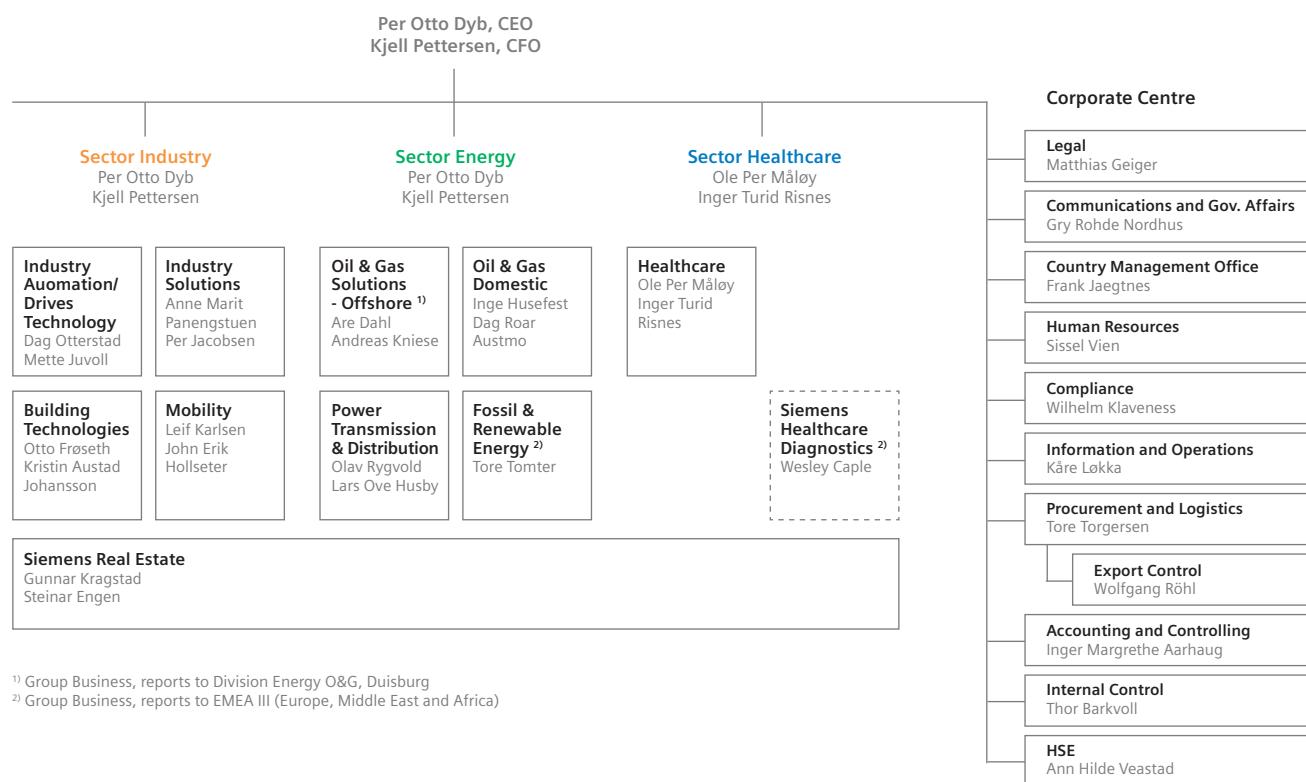 Per Otto Dyb, CEO
Kjell Pettersen, CFO
Sector Industry
Per Otto Dyb
Kjell Pettersen
Sector Energy
Per Otto Dyb
Kjell Pettersen
Sector Healthcare
Ole Per Måløy
Inger Turid Risnes
Industry
Auomation/
Drives
Technology
Dag Otterstad
Mette Juvoll
Industry
Solutions
Anne Marit
Panengstuen
Per Jacobsen
Oil & Gas
Solutions
- Offshore 1)
Are Dahl
Andreas Kniese
Oil & Gas
Domestic
Inge Husefest
Dag Roar
Austmo
Healthcare
Ole Per Måløy
Inger Turid
Risnes
Building
Technologies
Otto Frøseth
Kristin Austad
Johansson
Mobility
Leif Karlsen
John Erik
Hollseter
Power
Transmission
& Distribution
Olav Rygvold
Lars Ove Husby
Fossil &
Renewable
Energy 2)
Tore Tomter
Siemens
Healthcare
Diagnostics 2)
Wesley Caple
Siemens Real Estate
Gunnar Kragstad
Steinar Engen
1) Group Business, reports to Division Energy O&G, Duisburg
2) Group Business, reports to EMEA III (Europe, Middle East and Africa)
Corporate Centre
Legal
Matthias Geiger
Communications and Gov. Affairs
Gry Rohde Nordhus
Country Management Office
Frank Jaegtnes
Human Resources
Sissel Vien
Compliance
Wilhelm Klaveness
Information and Operations
Kåre Løkka
Procurement and Logistics
Tore Torgersen
Export Control
Wolfgang Röhl
Accounting and Controlling
Inger Margrethe Aarhaug
Internal Control
Thor Barkvoll
HSE
Ann Hilde Veastad